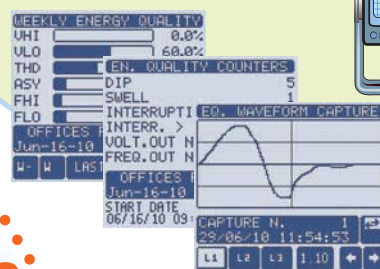 WEEKLY ENERGY QUALITY
VHI 0.0%
VLO 60.0%
THD
ASY
FHI
FLO
OFFICES
Jun-16-10
W- W LAS
EN. QUALITY COUNTERS
DIP 5
SWELL 1
INTERRUPTI
INTERR. >
VOLT.OUT N
FREQ.OUT N
OFFICES
Jun-16-10
START DATE
06/16/10 09:
EQ. WAVEFORM CAPTURE
CAPTURE N. 1
29/06/10 11:54:53
L1 L2 L3 1.10